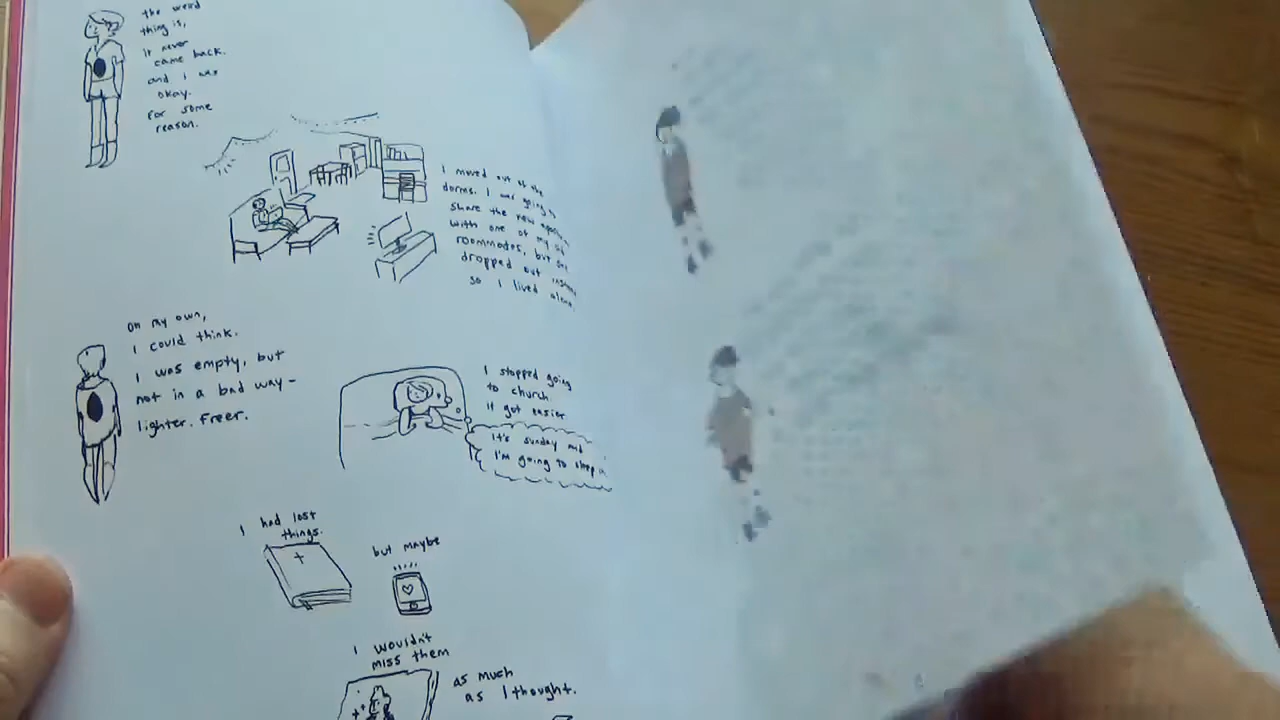 the weird
thing is,
it never
came back.
and i was
okay.
for some
reason.
I moved out of the
dorms. I was going to
share the new
with one of my old
roommates, but
dropped out
so I lived alone
on my own,
I could think.
I was empty, but
not in a bad way-
lighter. Freer.
I stopped going
to church
it got easier
It's sunday and
I'm going to sleep in
I had lost
things.
but maybe
I wouldn't
miss them
as much
as I thought.